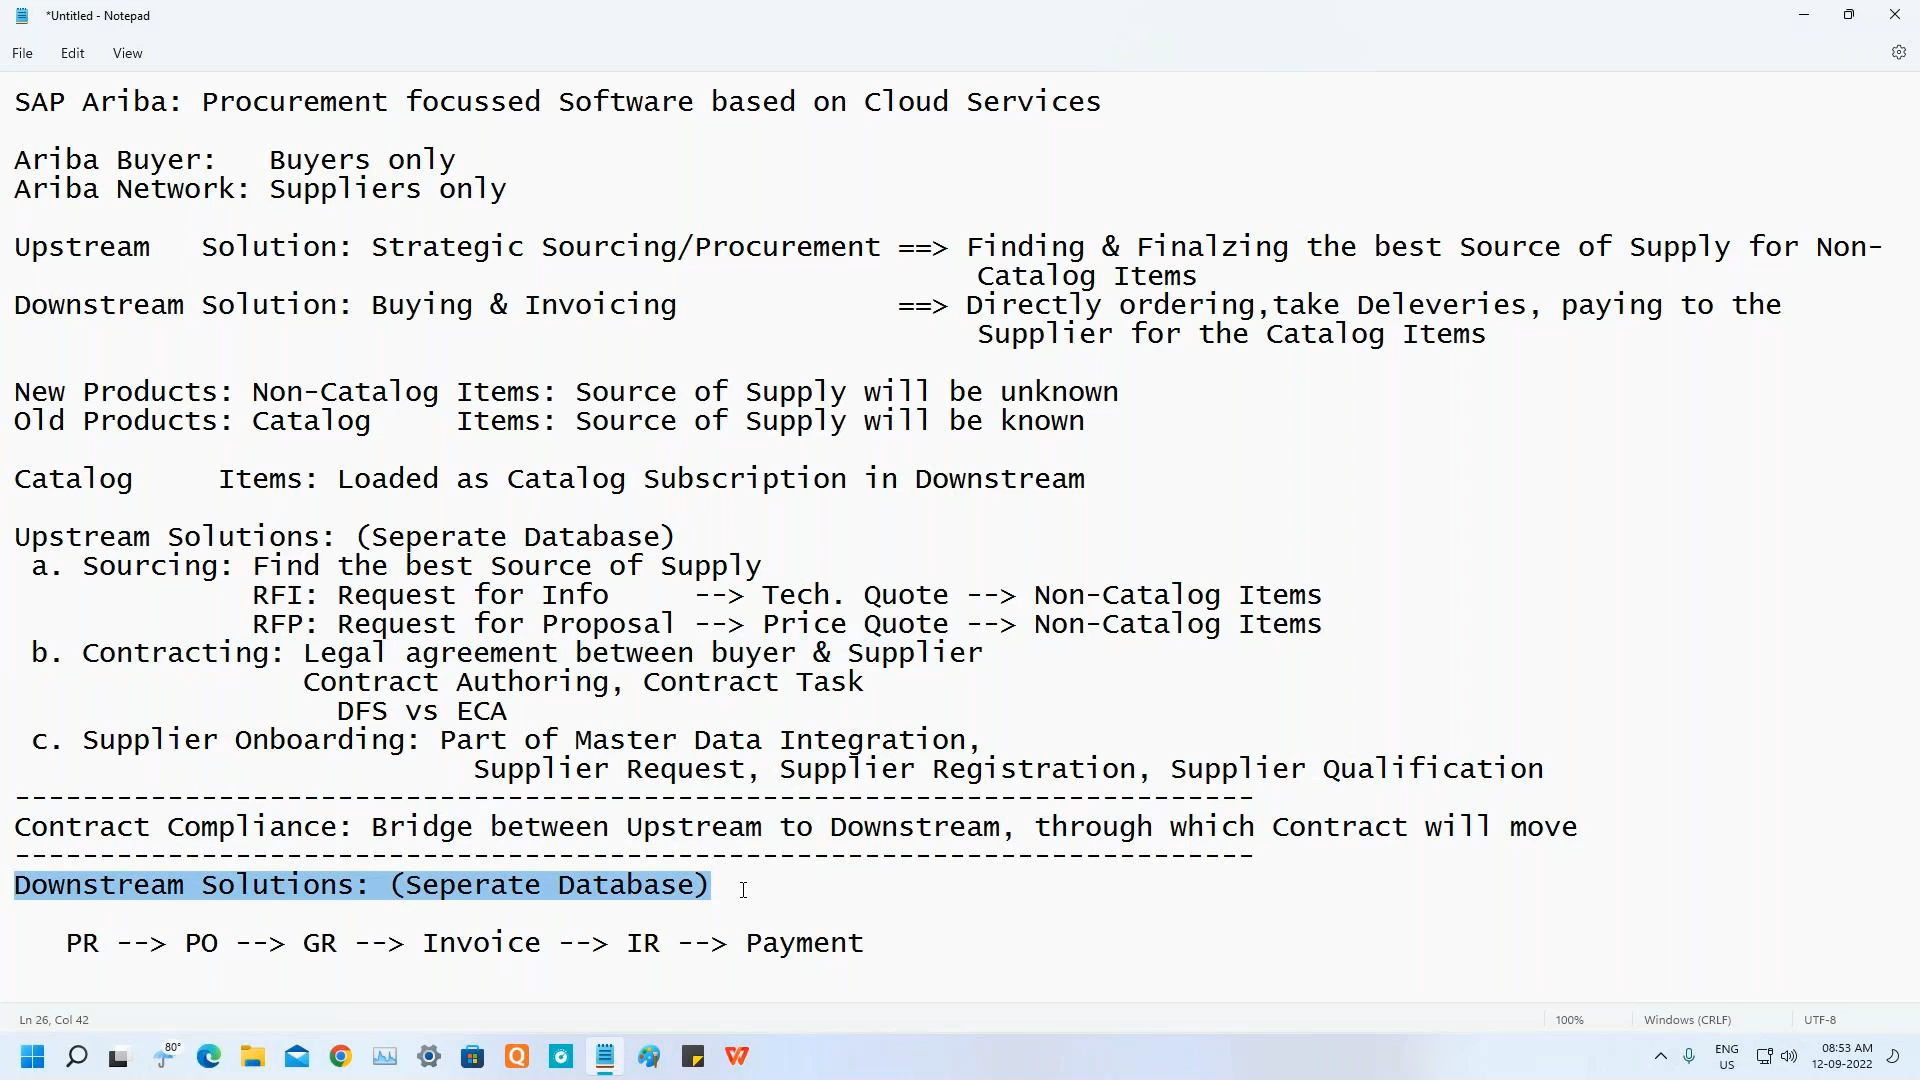 *Untitled - Notepad
File Edit View
SAP Ariba: Procurement focussed Software based on Cloud Services
Ariba Buyer:   Buyers only
Ariba Network: Suppliers only
Upstream   Solution: Strategic Sourcing/Procurement ==> Finding & Finalzing the best Source of Supply for Non-
Catalog Items
Downstream Solution: Buying & Invoicing             ==> Directly ordering,take Deleveries, paying to the
Supplier for the Catalog Items
New Products: Non-Catalog Items: Source of Supply will be unknown
Old Products: Catalog     Items: Source of Supply will be known
Catalog     Items: Loaded as Catalog Subscription in Downstream
Upstream Solutions: (Seperate Database)
a. Sourcing: Find the best Source of Supply
RFI: Request for Info     --> Tech. Quote --> Non-Catalog Items
RFP: Request for Proposal --> Price Quote --> Non-Catalog Items
b. Contracting: Legal agreement between buyer & Supplier
Contract Authoring, Contract Task
DFS vs ECA
c. Supplier Onboarding: Part of Master Data Integration,
Supplier Request, Supplier Registration, Supplier Qualification
-------------------------------------------------------------------------
Contract Compliance: Bridge between Upstream to Downstream, through which Contract will move
-------------------------------------------------------------------------
Downstream Solutions: (Seperate Database)
PR --> PO --> GR --> Invoice --> IR --> Payment
Ln 26, Col 42 100% Windows (CRLF) UTF-8
80° ENG 08:53 AM
US 12-09-2022